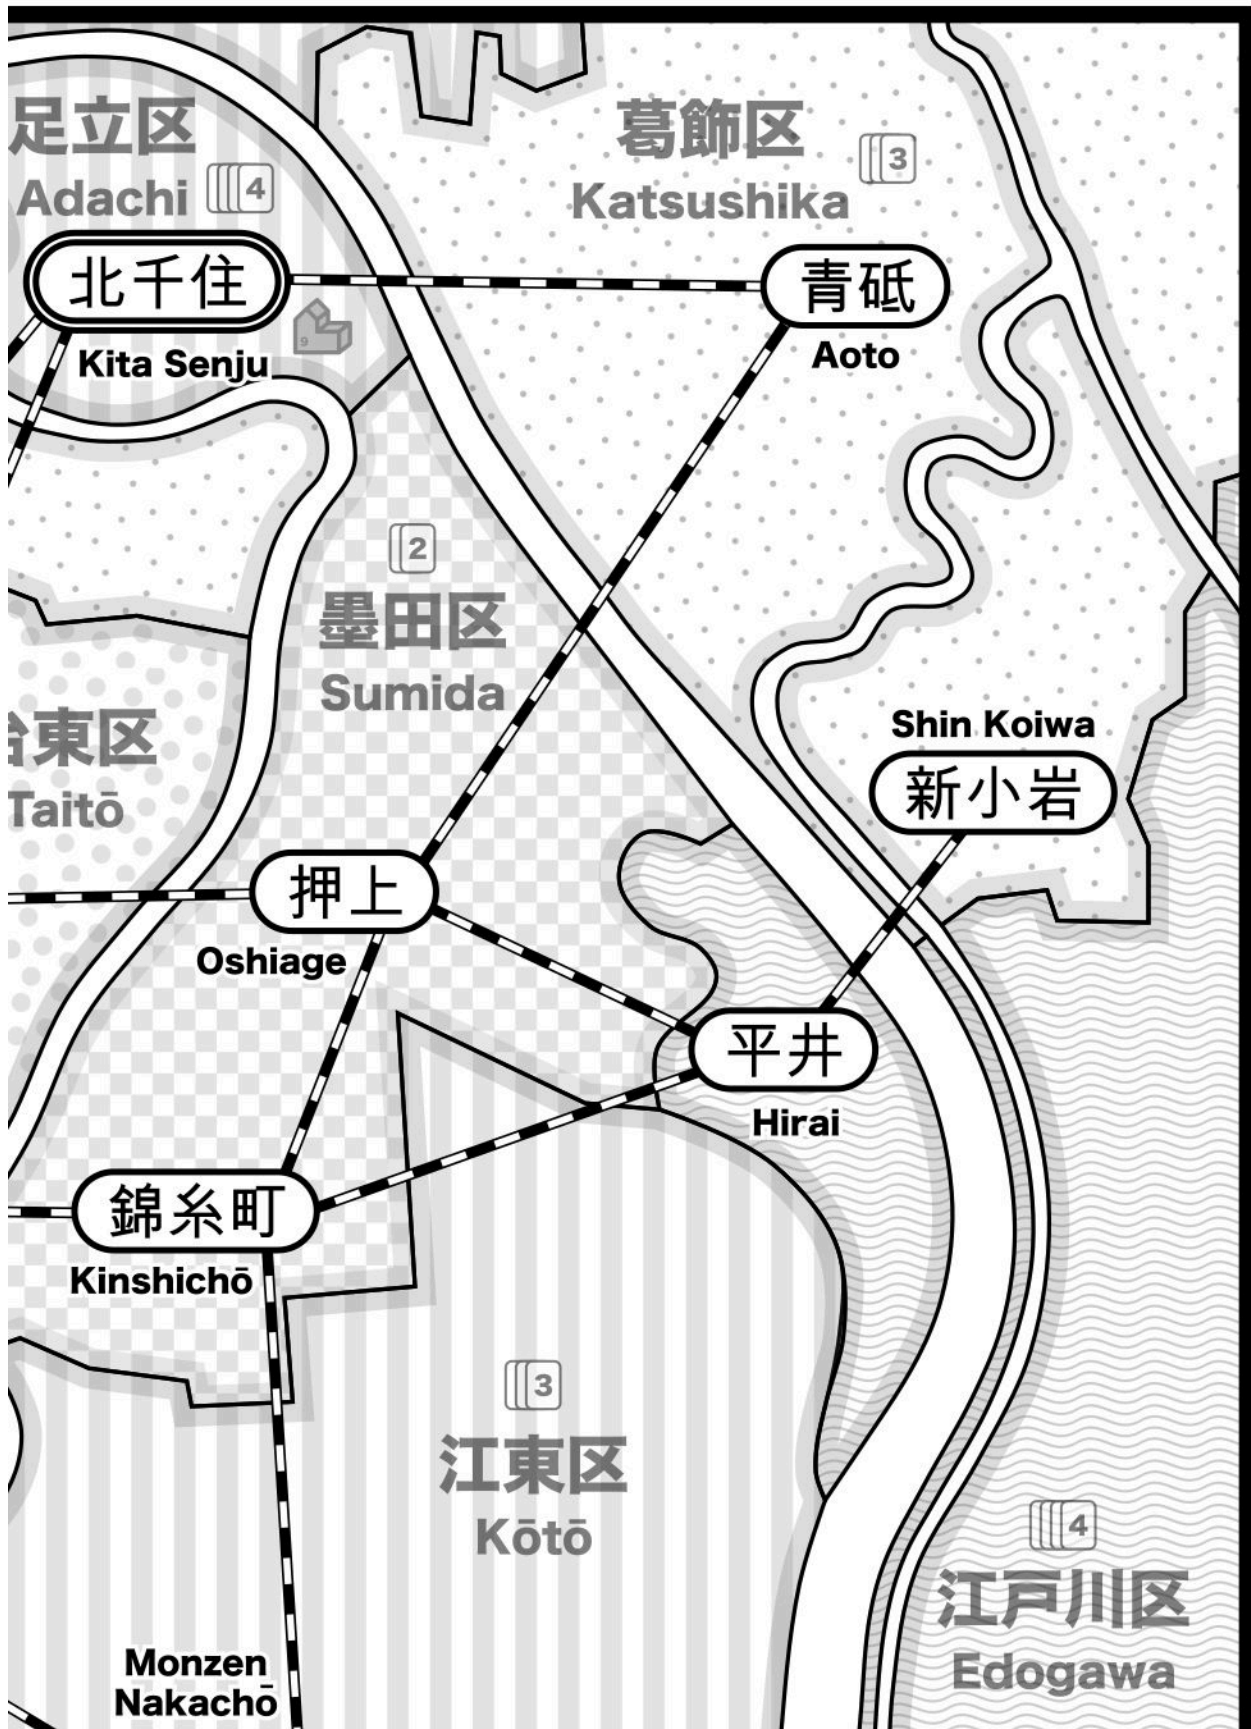 足立区
Adachi
4
葛飾区
Katsushika
3
北千住
Kita Senju
9
青砥
Aoto
2
墨田区
Sumida
台東区
Taitō
Shin Koiwa
新小岩
押上
Oshiage
平井
Hirai
錦糸町
Kinshichō
3
江東区
Kōtō
4
江戸川区
Edogawa
Monzen
Nakachō